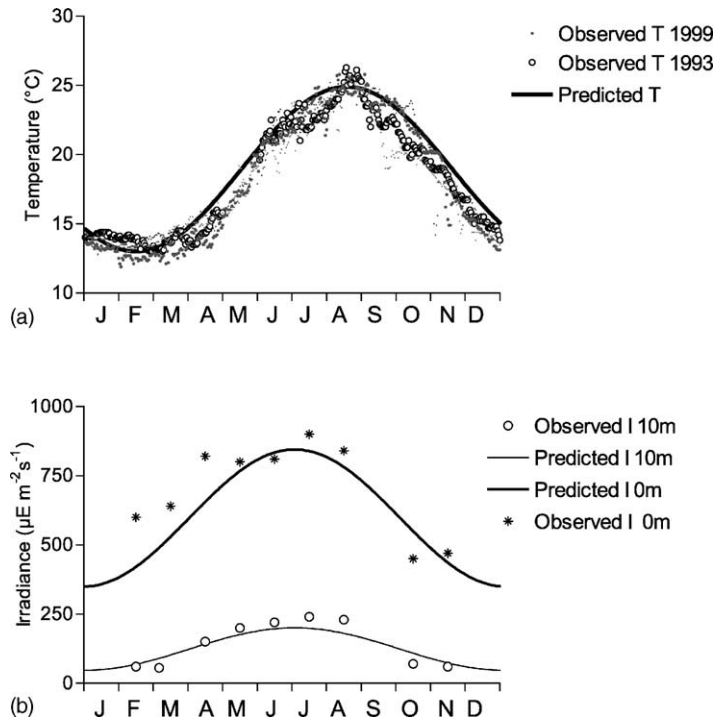 30
25
20
15
10
Temperature (°C)
J F M A M J J A S O N D
Observed T 1999
Observed T 1993
Predicted T
(a)
1000
750
500
250
0
Irradiance (µE m⁻²s⁻¹)
J F M A M J J A S O N D
Observed I 10m
Predicted I 10m
Predicted I 0m
Observed I 0m
(b)